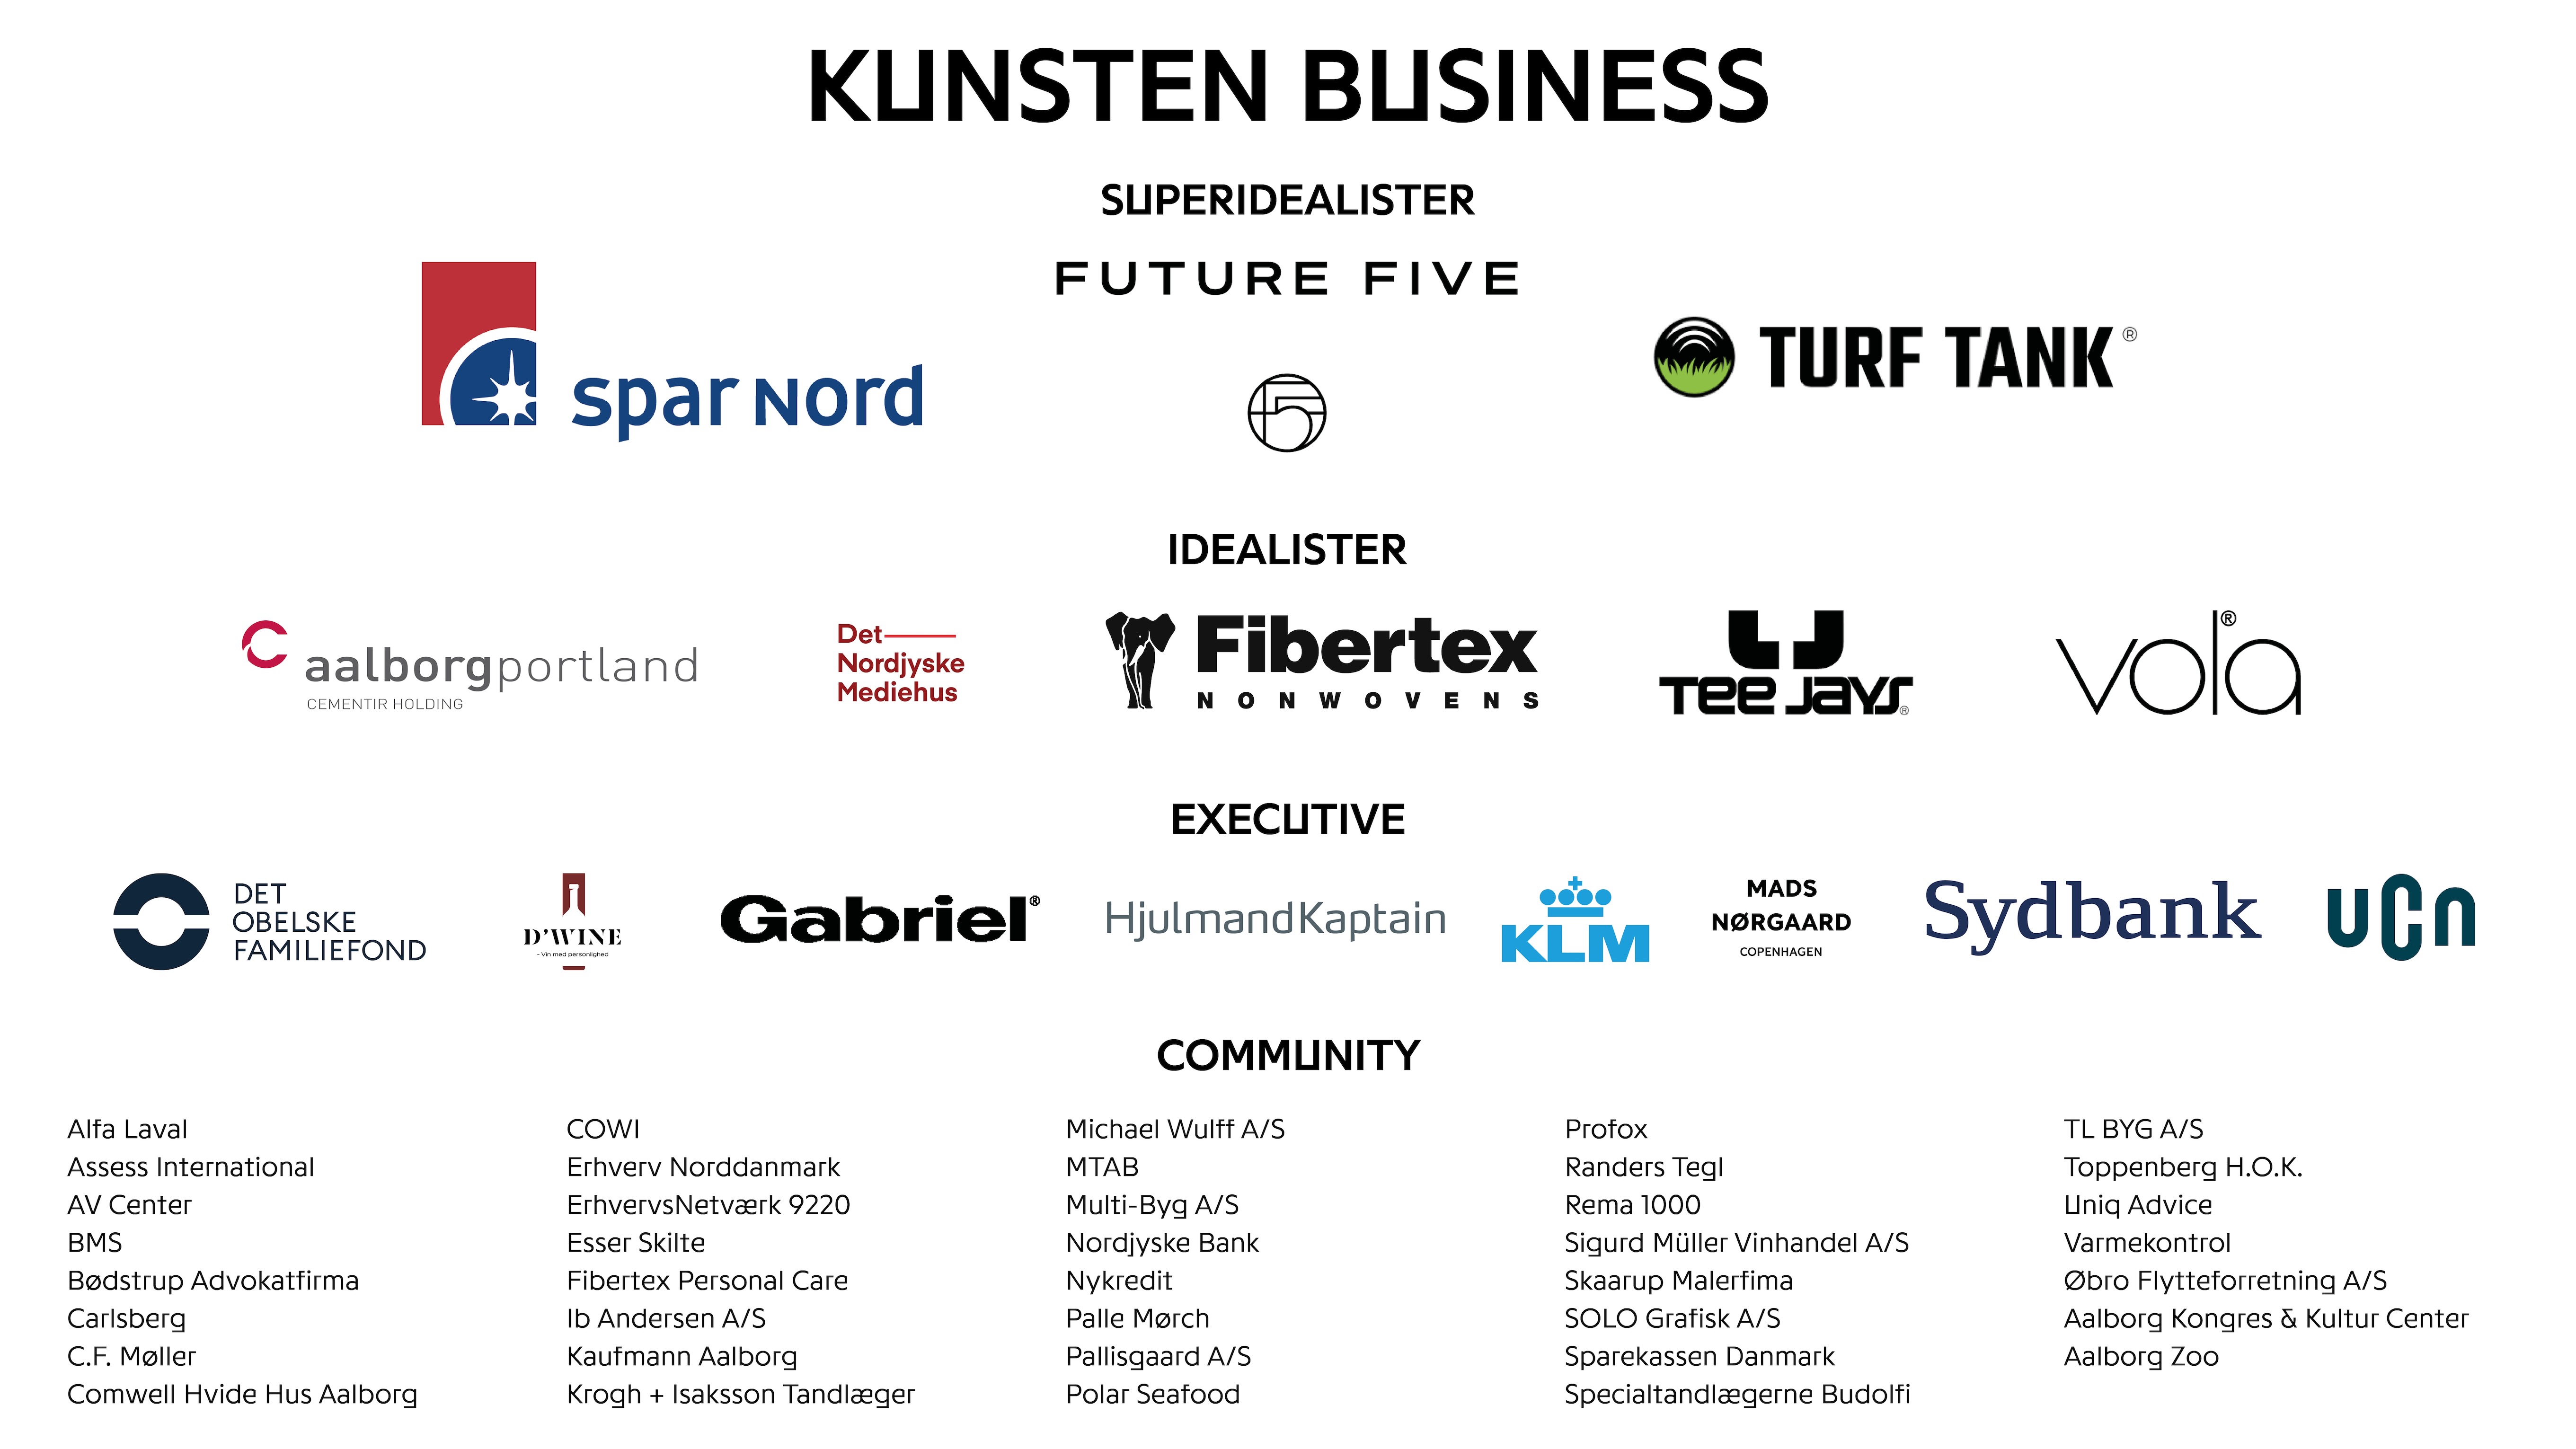 KUNSTEN BUSINESS
SUPERIDEALISTER
spar nord
FUTURE FIVE
5
TURF TANK ®
IDEALISTER
aalborgportland
CEMENTIR HOLDING
Det
Nordjyske
Mediehus
Fibertex
NONWOVENS
Tee Jays®
vola®
EXECUTIVE
DET
OBELSKE
FAMILIEFOND
D'WINE
- Vin med personlighed
Gabriel®
HjulmandKaptain
KLM
MADS
NØRGAARD
COPENHAGEN
Sydbank
ucn
COMMUNITY
Alfa Laval
Assess International
AV Center
BMS
Bødstrup Advokatfirma
Carlsberg
C.F. Møller
Comwell Hvide Hus Aalborg
COWI
Erhverv Norddanmark
ErhvervsNetværk 9220
Esser Skilte
Fibertex Personal Care
Ib Andersen A/S
Kaufmann Aalborg
Krogh + Isaksson Tandlæger
Michael Wulff A/S
MTAB
Multi-Byg A/S
Nordjyske Bank
Nykredit
Palle Mørch
Pallisgaard A/S
Polar Seafood
Profox
Randers Tegl
Rema 1000
Sigurd Müller Vinhandel A/S
Skaarup Malerfima
SOLO Grafisk A/S
Sparekassen Danmark
Specialtandlægerne Budolfi
TL BYG A/S
Toppenberg H.O.K.
Uniq Advice
Varmekontrol
Øbro Flytteforretning A/S
Aalborg Kongres & Kultur Center
Aalborg Zoo